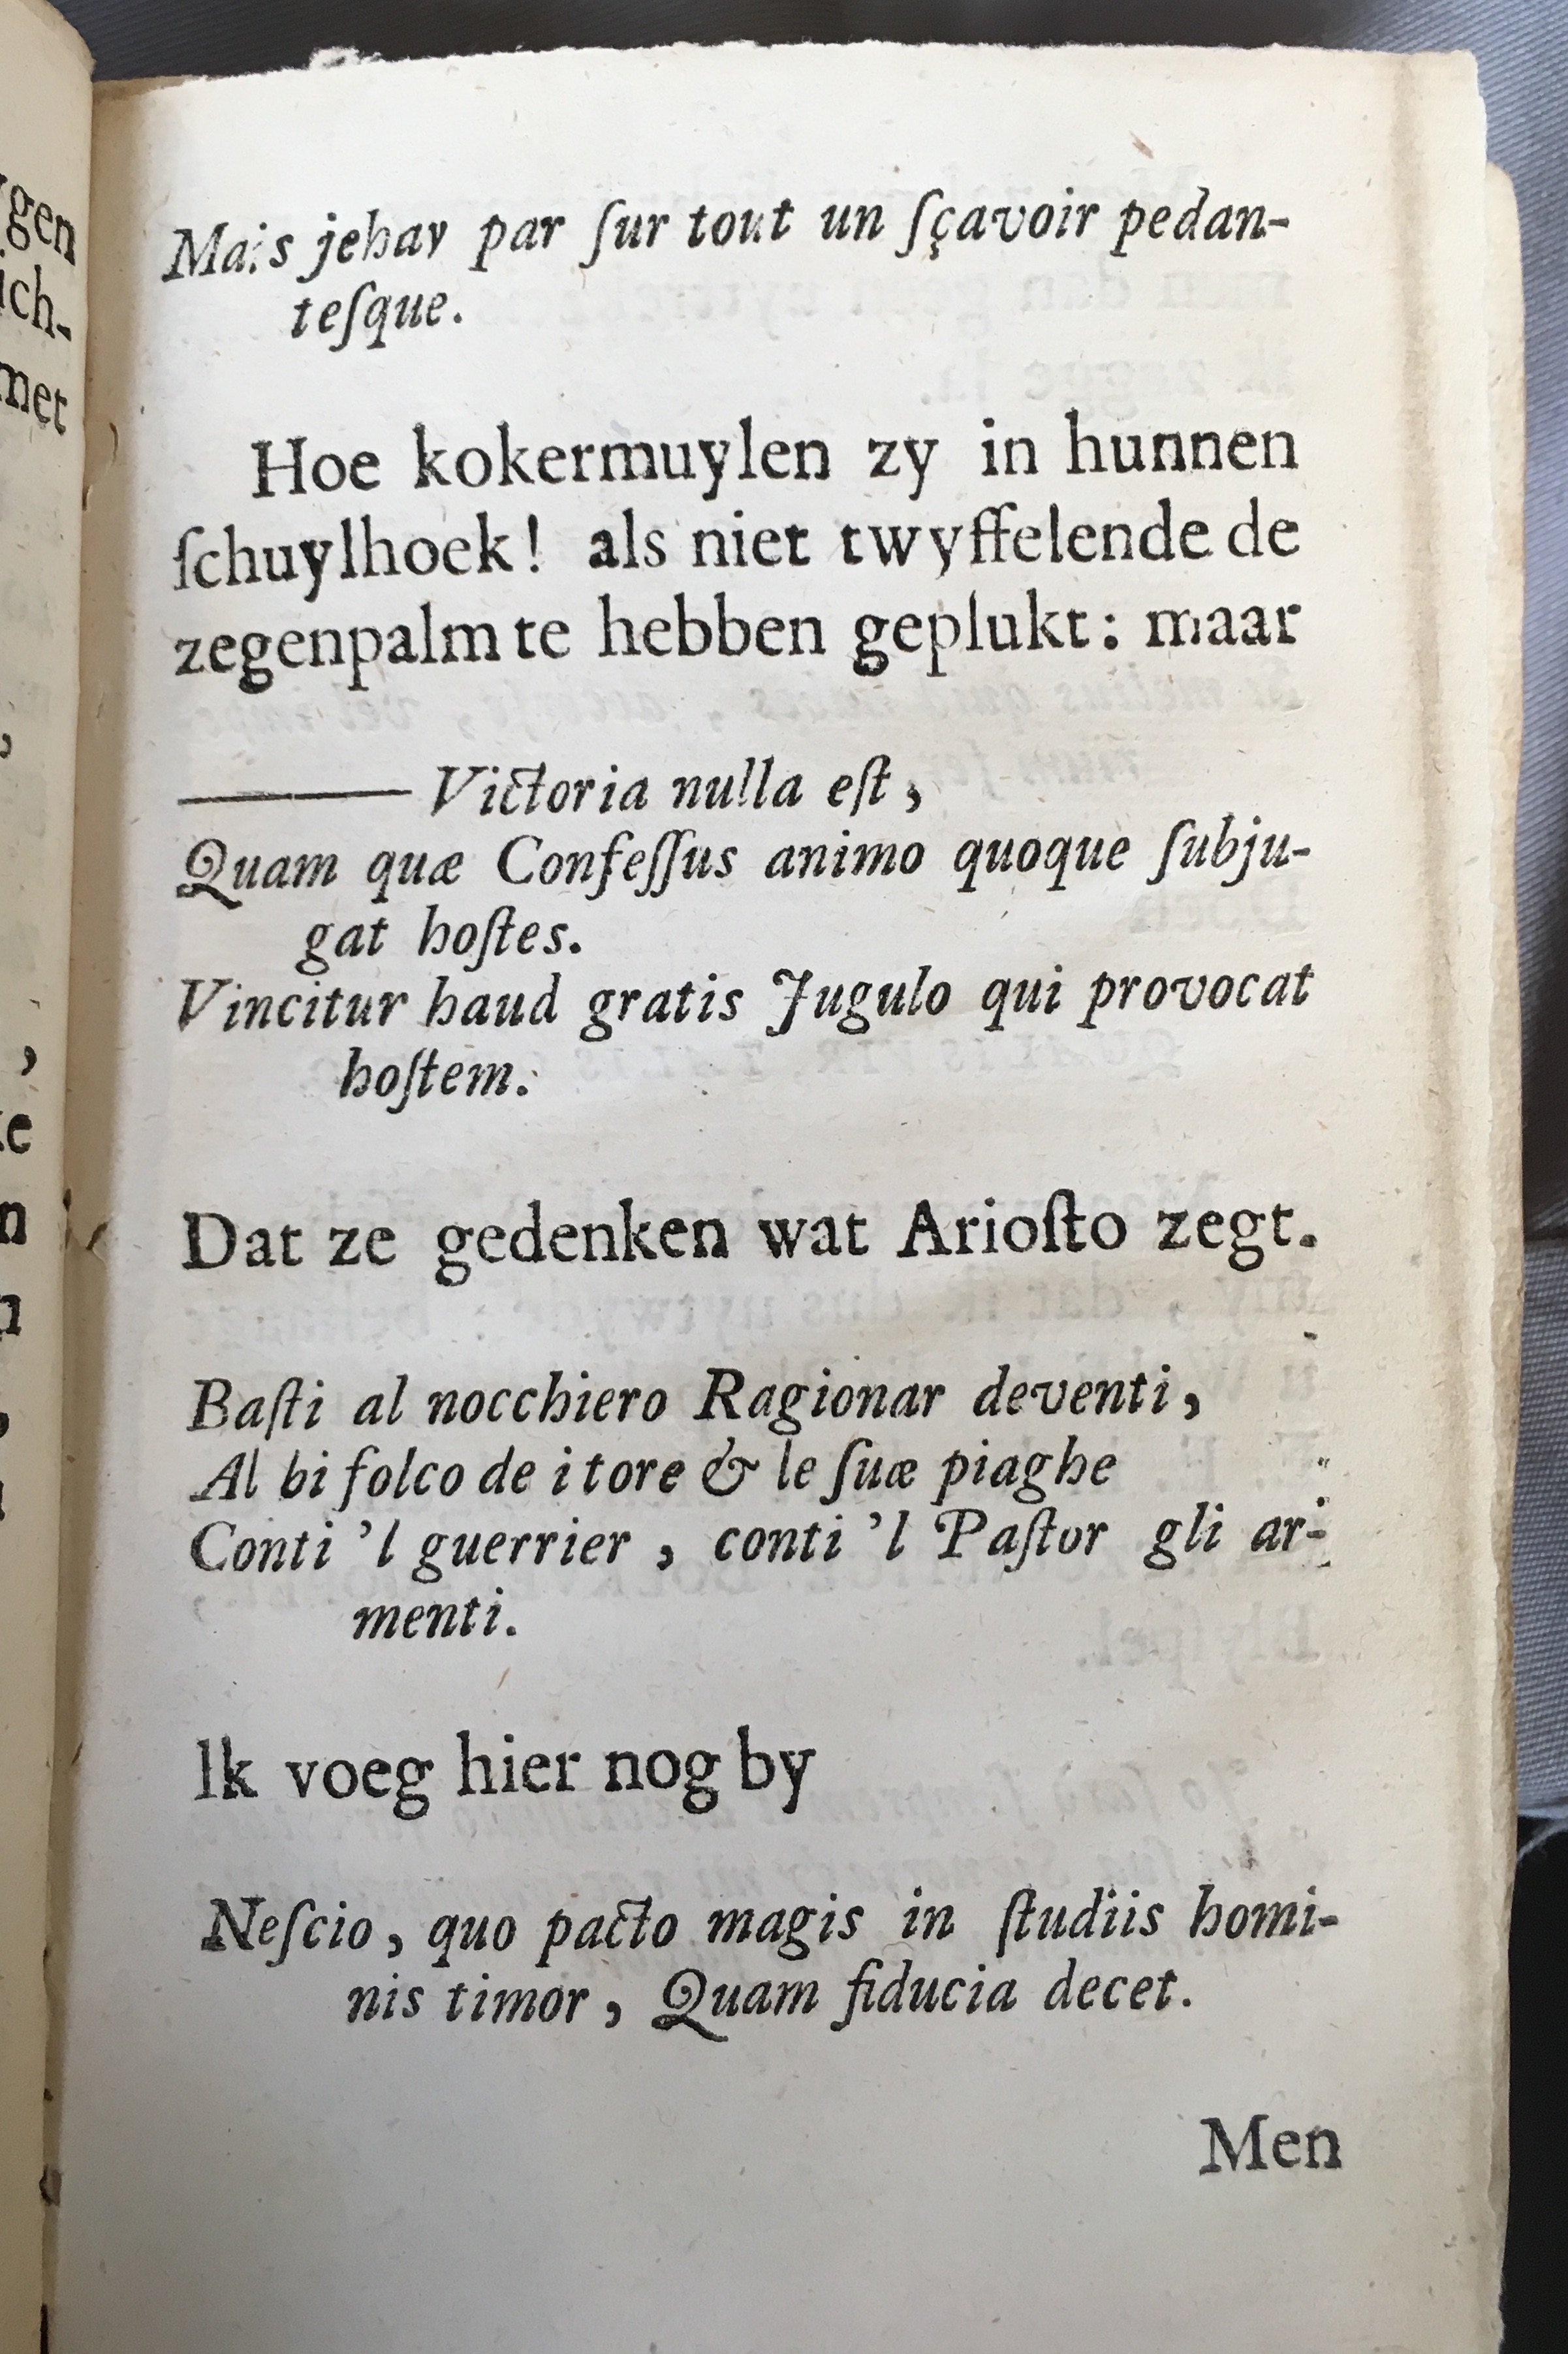 Mais jehay par ſur tout un ſçavoir pedan-
teſque.
Hoe kokermuylen zy in hunnen
ſchuylhoek! als niet twyffelende de
zegenpalm te hebben geplukt: maar
——— Victoria nulla eſt,
Quam quæ Confeſſus animo quoque ſubju-
gat hoſtes.
Vincitur haud gratis Jugulo qui provocat
hoſtem.
Dat ze gedenken wat Arioſto zegt.
Baſti al nocchiero Ragionar deventi,
Al bi folco de i tore & le ſuæ piaghe
Conti 'l guerrier, conti 'l Paſtor gli ar-
menti.
Ik voeg hier nog by
Neſcio, quo pacto magis in ſtudiis homi-
nis timor, Quam fiducia decet.
Men